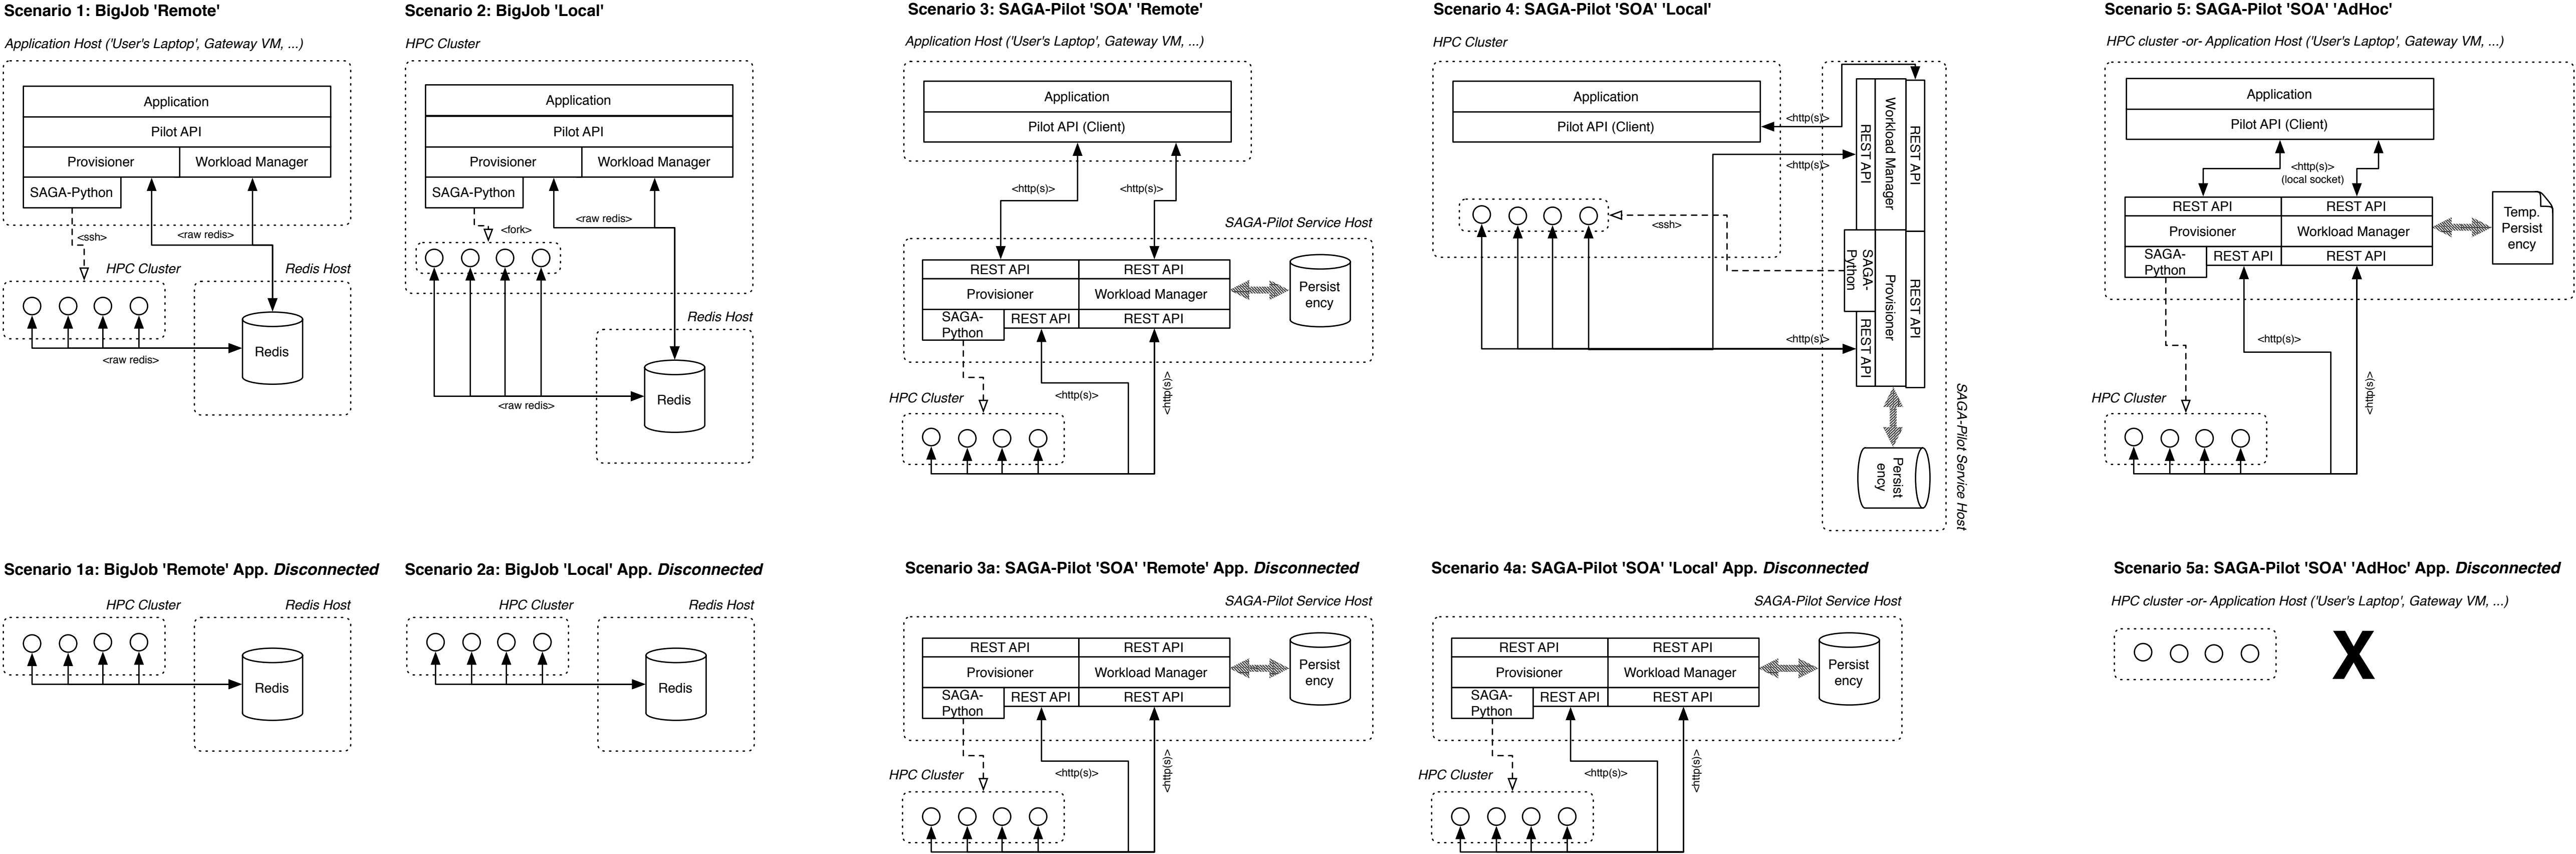 Scenario 1: BigJob 'Remote'
Application Host ('User's Laptop', Gateway VM, ...)
Application
Pilot API
Provisioner
Workload Manager
SAGA-Python
<ssh>
<raw redis>
HPC Cluster
Redis Host
Redis
<raw redis>
Scenario 2: BigJob 'Local'
HPC Cluster
Application
Pilot API
Provisioner
Workload Manager
SAGA-Python
<raw redis>
<fork>
Redis Host
Redis
<raw redis>
Scenario 3: SAGA-Pilot 'SOA' 'Remote'
Application Host ('User's Laptop', Gateway VM, ...)
Application
Pilot API (Client)
<http(s)>
<http(s)>
SAGA-Pilot Service Host
REST API
REST API
Provisioner
Workload Manager
SAGA-
Python
REST API
REST API
Persist
ency
HPC Cluster
<http(s)>
<http(s)>
Scenario 4: SAGA-Pilot 'SOA' 'Local'
HPC Cluster
Application
Pilot API (Client)
<http(s)>
<http(s)>
<ssh>
<http(s)>
REST API
Workload Manager
REST API
SAGA-
Python
Provisioner
REST API
REST API
Persist
ency
SAGA-Pilot Service Host
Scenario 5: SAGA-Pilot 'SOA' 'AdHoc'
HPC cluster -or- Application Host ('User's Laptop', Gateway VM, ...)
Application
Pilot API (Client)
<http(s)>
(local socket)
REST API
REST API
Provisioner
Workload Manager
SAGA-
Python
REST API
REST API
Temp.
Persist
ency
<http(s)>
<http(s)>
HPC Cluster
Scenario 1a: BigJob 'Remote' App. Disconnected
HPC Cluster
Redis Host
Redis
Scenario 2a: BigJob 'Local' App. Disconnected
HPC Cluster
Redis Host
Redis
Scenario 3a: SAGA-Pilot 'SOA' 'Remote' App. Disconnected
SAGA-Pilot Service Host
REST API
REST API
Provisioner
Workload Manager
SAGA-
Python
REST API
REST API
Persist
ency
HPC Cluster
<http(s)>
<http(s)>
Scenario 4a: SAGA-Pilot 'SOA' 'Local' App. Disconnected
SAGA-Pilot Service Host
REST API
REST API
Provisioner
Workload Manager
SAGA-
Python
REST API
REST API
Persist
ency
HPC Cluster
<http(s)>
<http(s)>
Scenario 5a: SAGA-Pilot 'SOA' 'AdHoc' App. Disconnected
HPC cluster -or- Application Host ('User's Laptop', Gateway VM, ...)
X